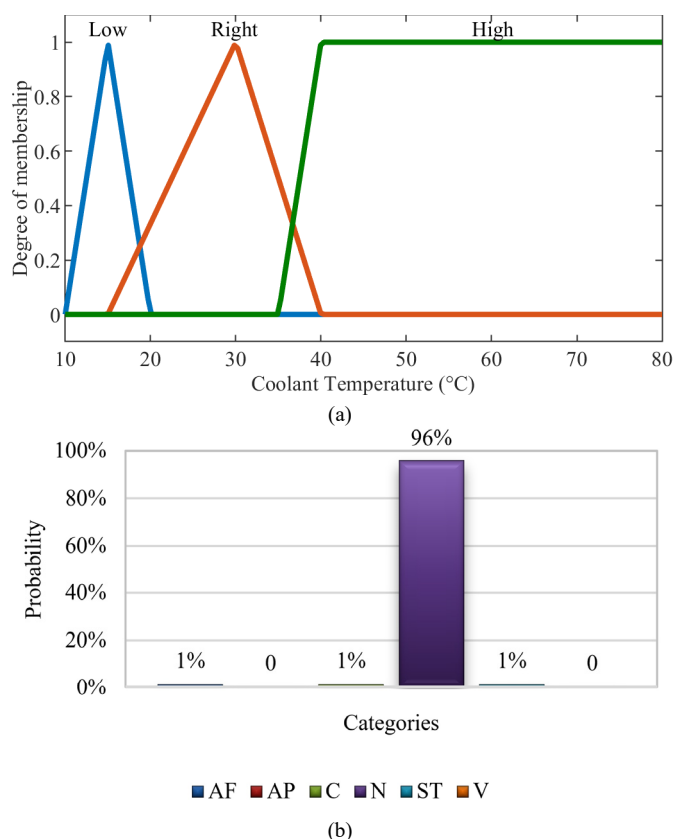 Low Right High
1
0.8
0.6
0.4
0.2
0
Degree of membership
10 20 30 40 50 60 70 80
Coolant Temperature (°C)
(a)
96%
100%
80%
60%
40%
20%
0%
Probability
1% 0 1% 1% 0
Categories
AF AP C N ST V
(b)